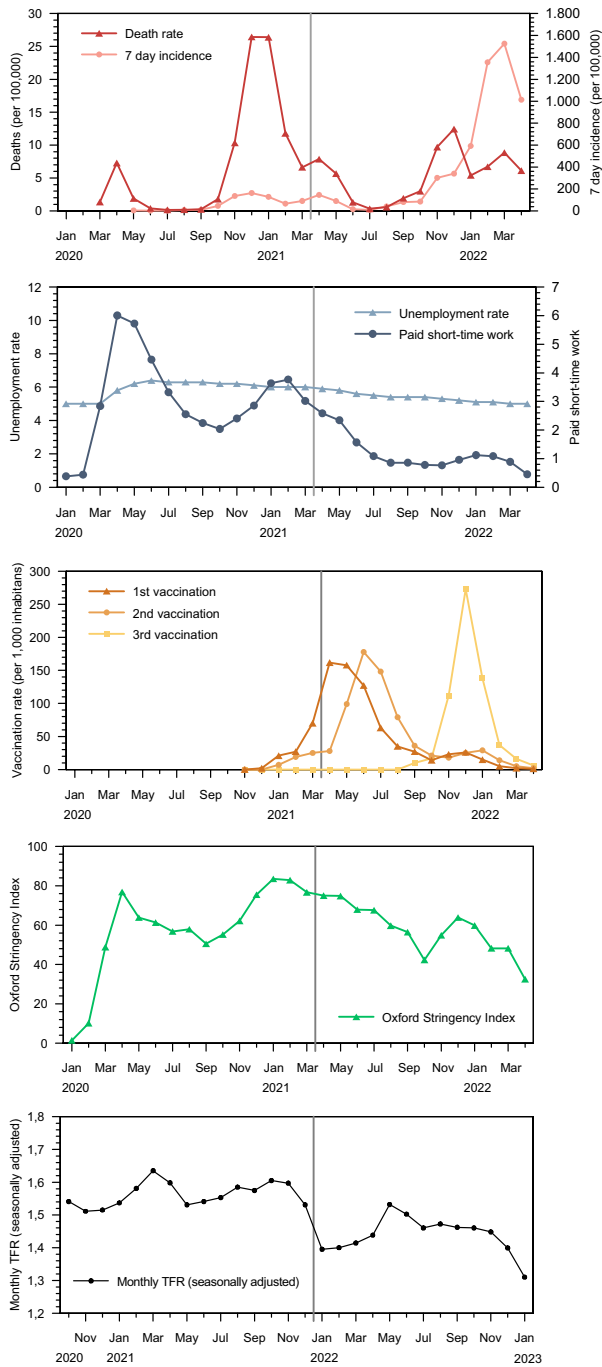 30
25
20
15
10
5
0
Deaths (per 100,000)
Death rate
7 day incidence
1.800
1.600
1.400
1.200
1.000
800
600
400
200
0
7 day incidence (per 100,000)
Jan Mar May Jul Sep Nov Jan Mar May Jul Sep Nov Jan Mar
2020 2021 2022
12
10
8
6
4
2
0
Unemployment rate
Unemployment rate
Paid short-time work
7
6
5
4
3
2
1
0
Paid short-time work
Jan Mar May Jul Sep Nov Jan Mar May Jul Sep Nov Jan Mar
2020 2021 2022
300
250
200
150
100
50
0
Vaccination rate (per 1,000 inhabitans)
1st vaccination
2nd vaccination
3rd vaccination
Jan Mar May Jul Sep Nov Jan Mar May Jul Sep Nov Jan Mar
2020 2021 2022
100
80
60
40
20
0
Oxford Stringency Index
Oxford Stringency Index
Jan Mar May Jul Sep Nov Jan Mar May Jul Sep Nov Jan Mar
2020 2021 2022
1,8
1,7
1,6
1,5
1,4
1,3
1,2
Monthly TFR (seasonally adjusted)
Monthly TFR (seasonally adjusted)
Nov Jan Mar May Jul Sep Nov Jan Mar May Jul Sep Nov Jan
2020 2021 2022 2023